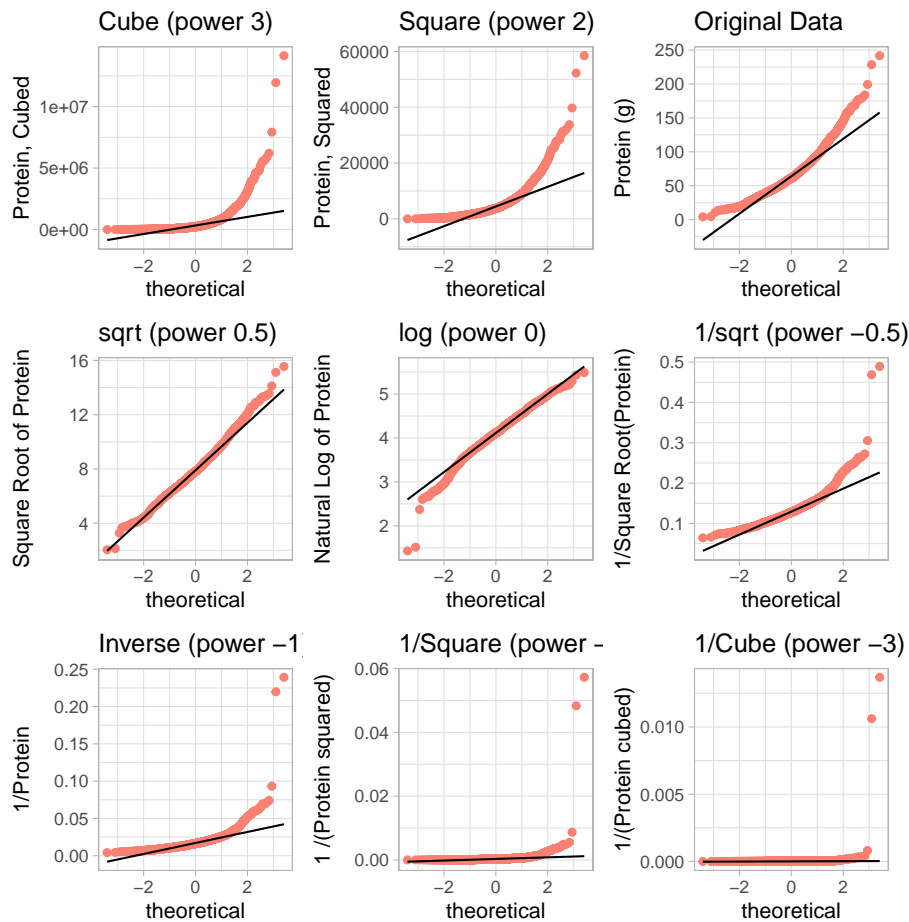 Cube (power 3)
Protein, Cubed
1e+07
5e+06
0e+00
−2 0 2
theoretical
Square (power 2)
Protein, Squared
60000
40000
20000
0
−2 0 2
theoretical
Original Data
Protein (g)
250
200
150
100
50
0
−2 0 2
theoretical
sqrt (power 0.5)
Square Root of Protein
16
12
8
4
−2 0 2
theoretical
log (power 0)
Natural Log of Protein
5
4
3
2
−2 0 2
theoretical
1/sqrt (power −0.5)
1/Square Root(Protein)
0.5
0.4
0.3
0.2
0.1
−2 0 2
theoretical
Inverse (power −1)
1/Protein
0.25
0.20
0.15
0.10
0.05
0.00
−2 0 2
theoretical
1/Square (power −
1 /(Protein squared)
0.06
0.04
0.02
0.00
−2 0 2
theoretical
1/Cube (power −3)
1/(Protein cubed)
0.010
0.005
0.000
−2 0 2
theoretical